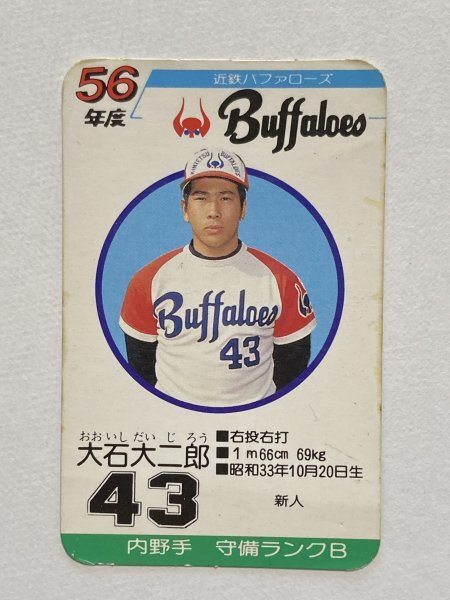 56
年度
近鉄バファローズ
Buffaloes
KINTETSU BUFFALOES
Buffaloes
43
おおいしだいじろう
大石大二郎
43
■右投右打
■1m66cm 69kg
■昭和33年10月20日生
新人
内野手 守備ランクB